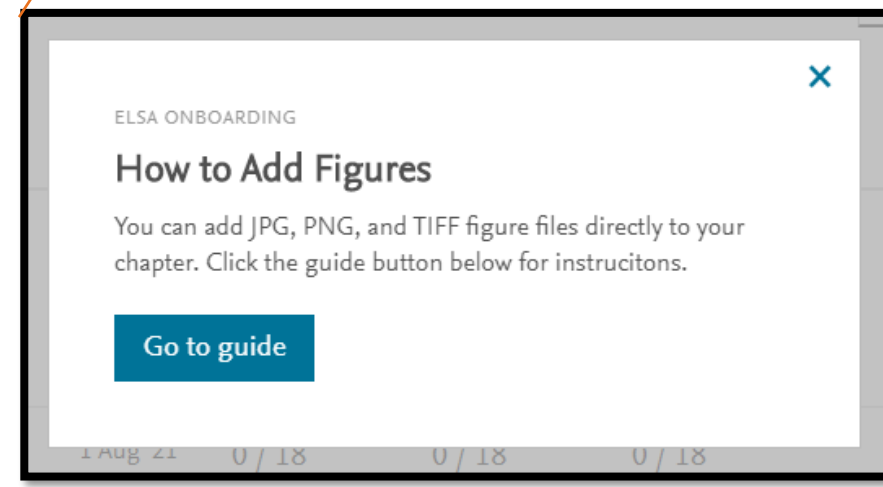 ELSA ONBOARDING
How to Add Figures
You can add JPG, PNG, and TIFF figure files directly to your
chapter. Click the guide button below for instrucitons.
Go to guide
1 Aug 21 0 / 18 0 / 18 0 / 18